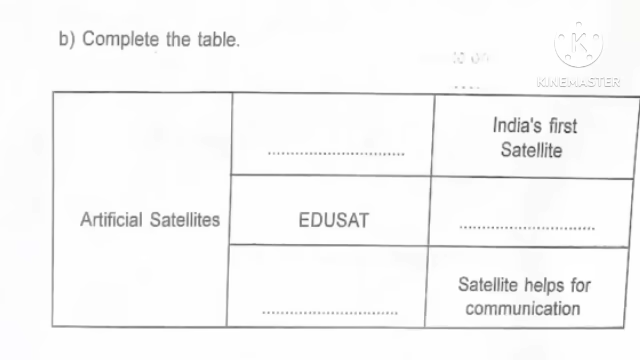 b) Complete the table.
KINEMASTER
India's first
Satellite
Artificial Satellites
EDUSAT
Satellite helps for
communication